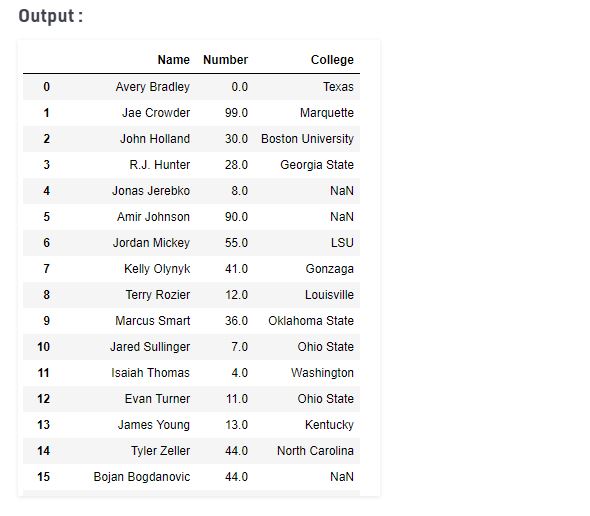 Output :
Name Number College
0 Avery Bradley 0.0 Texas
1 Jae Crowder 99.0 Marquette
2 John Holland 30.0 Boston University
3 R.J. Hunter 28.0 Georgia State
4 Jonas Jerebko 8.0 NaN
5 Amir Johnson 90.0 NaN
6 Jordan Mickey 55.0 LSU
7 Kelly Olynyk 41.0 Gonzaga
8 Terry Rozier 12.0 Louisville
9 Marcus Smart 36.0 Oklahoma State
10 Jared Sullinger 7.0 Ohio State
11 Isaiah Thomas 4.0 Washington
12 Evan Turner 11.0 Ohio State
13 James Young 13.0 Kentucky
14 Tyler Zeller 44.0 North Carolina
15 Bojan Bogdanovic 44.0 NaN